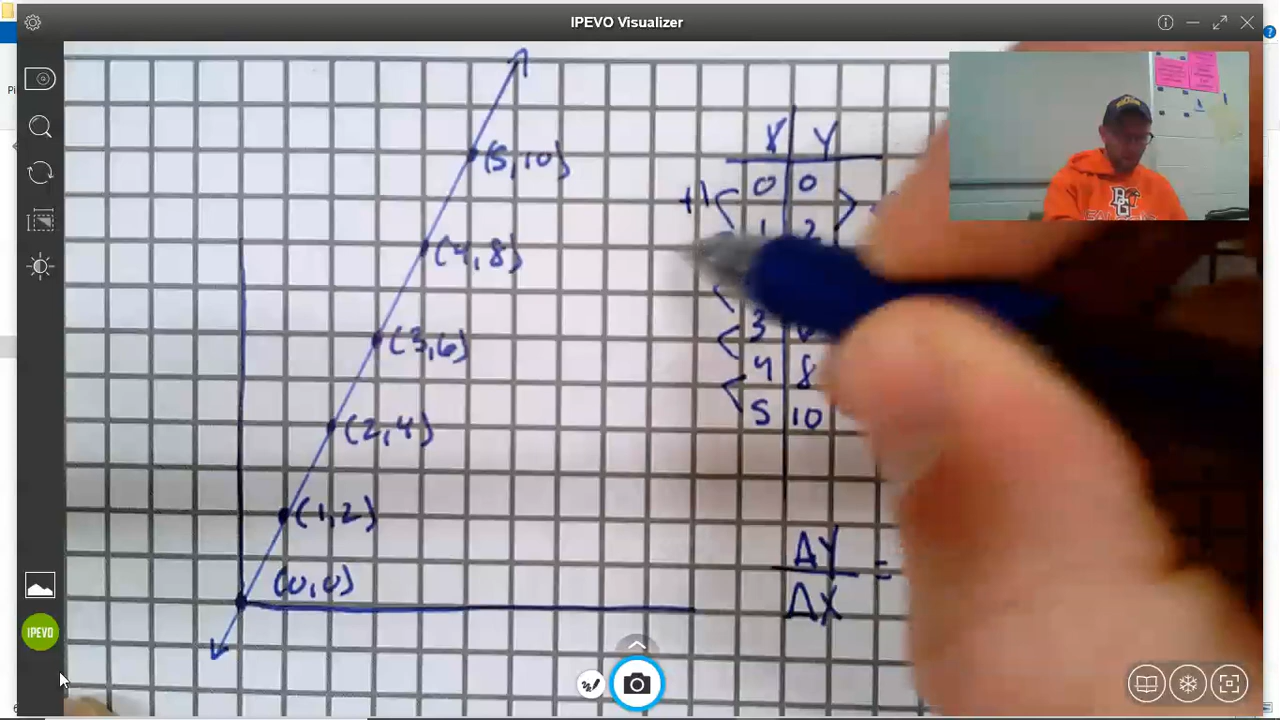 IPEVO Visualizer
(5,10)
(4,8)
(3,6)
(2,4)
(1,2)
(0,0)
X Y
0 0
1 2
3
4 8
5 10
+1
ΔY
ΔX
=
IPEVO